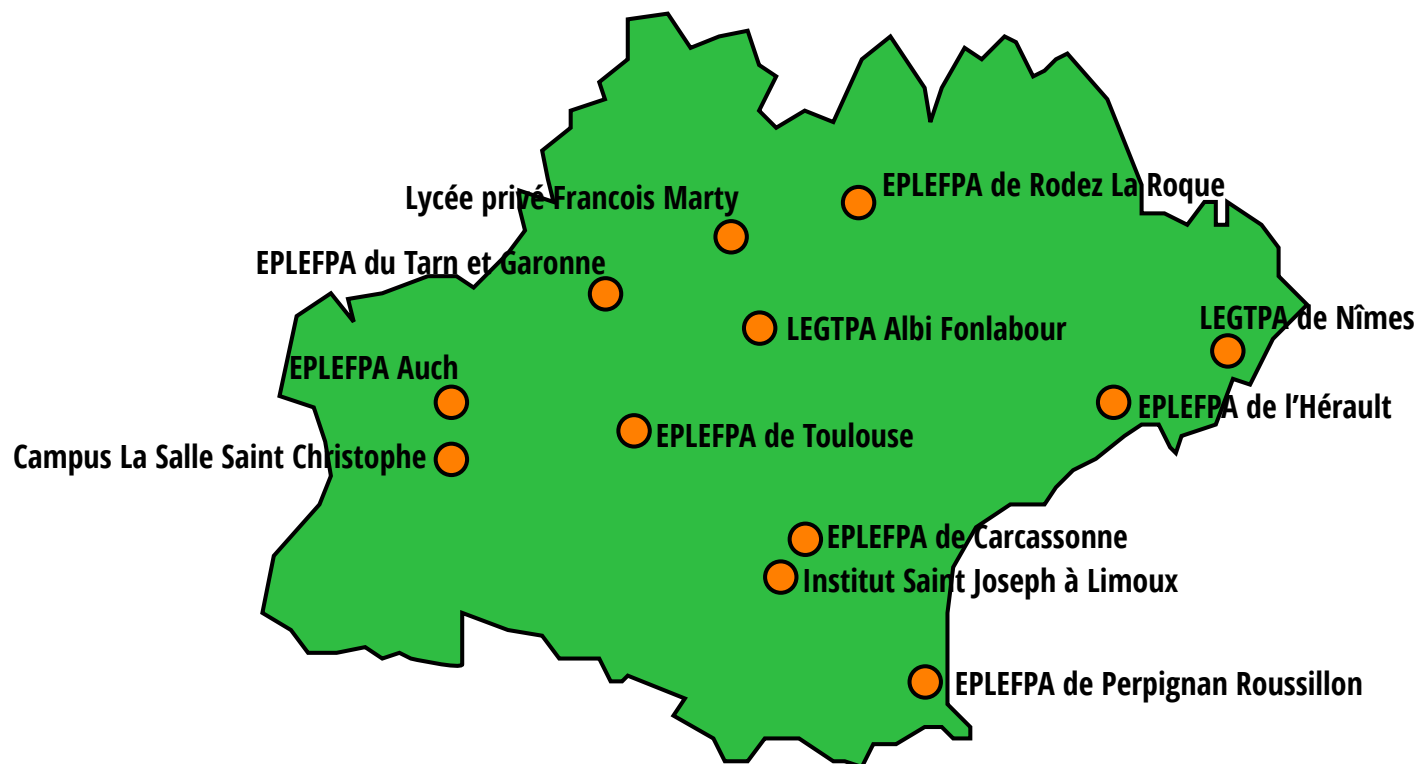 EPLEFPA de Rodez La Roque
Lycée privé Francois Marty
EPLEFPA du Tarn et Garonne
LEGTPA de Nîmes
LEGTPA Albi Fonlabour
EPLEFPA Auch
EPLEFPA de l’Hérault
EPLEFPA de Toulouse
Campus La Salle Saint Christophe
EPLEFPA de Carcassonne
Institut Saint Joseph à Limoux
EPLEFPA de Perpignan Roussillon